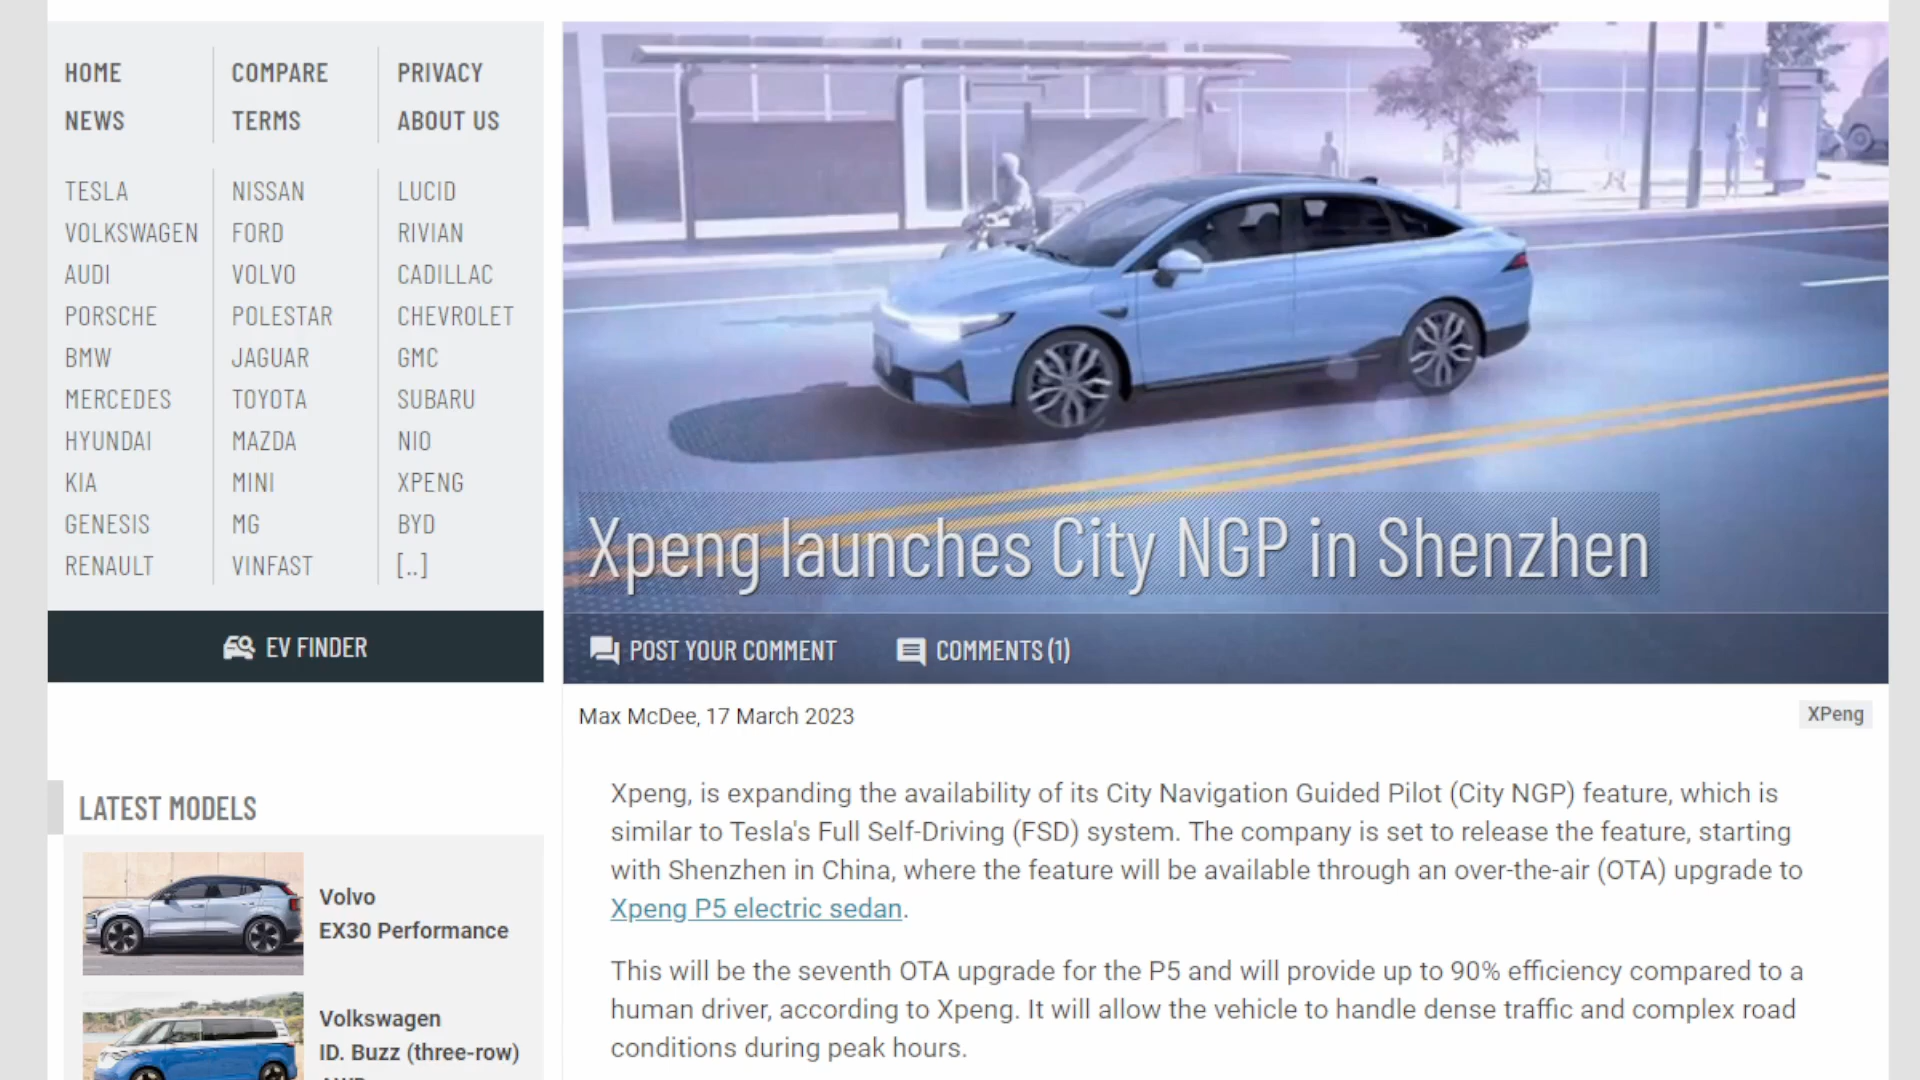 HOME
COMPARE
PRIVACY
NEWS
TERMS
ABOUT US
TESLA
NISSAN
LUCID
VOLKSWAGEN
FORD
RIVIAN
AUDI
VOLVO
CADILLAC
PORSCHE
POLESTAR
CHEVROLET
BMW
JAGUAR
GMC
MERCEDES
TOYOTA
SUBARU
HYUNDAI
MAZDA
NIO
KIA
MINI
XPENG
GENESIS
MG
BYD
RENAULT
VINFAST
[..]
EV FINDER
LATEST MODELS
Volvo
EX30 Performance
Volkswagen
ID. Buzz (three-row)
Xpeng launches City NGP in Shenzhen
POST YOUR COMMENT
COMMENTS (1)
Max McDee, 17 March 2023
XPeng
Xpeng, is expanding the availability of its City Navigation Guided Pilot (City NGP) feature, which is
similar to Tesla's Full Self-Driving (FSD) system. The company is set to release the feature, starting
with Shenzhen in China, where the feature will be available through an over-the-air (OTA) upgrade to
Xpeng P5 electric sedan.
This will be the seventh OTA upgrade for the P5 and will provide up to 90% efficiency compared to a
human driver, according to Xpeng. It will allow the vehicle to handle dense traffic and complex road
conditions during peak hours.